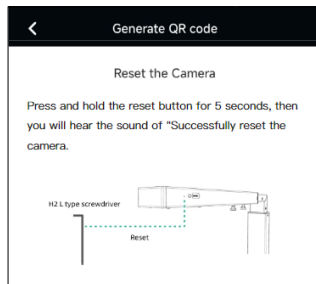 Generate QR code
Reset the Camera
Press and hold the reset button for 5 seconds, then
you will hear the sound of "Successfully reset the
camera.
H2 L type screwdriver
Reset